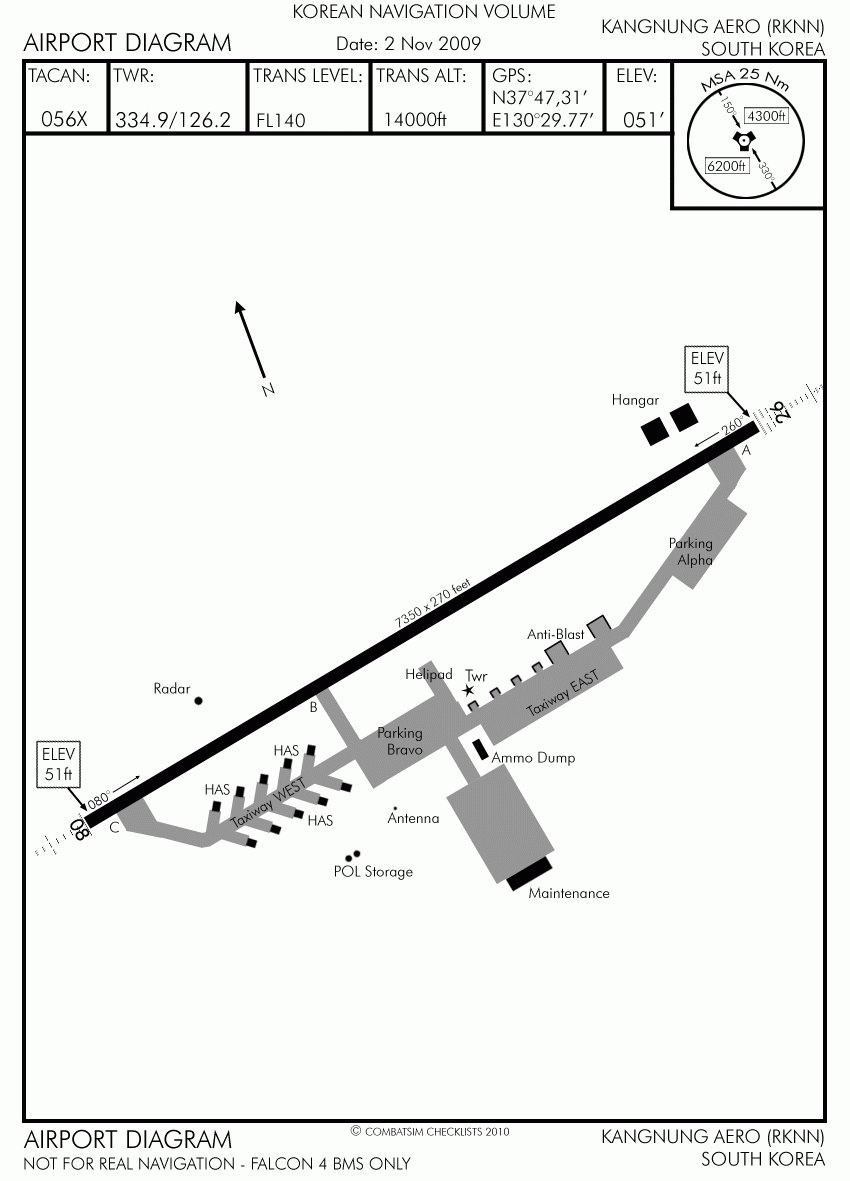 KOREAN NAVIGATION VOLUME
AIRPORT DIAGRAM
Date: 2 Nov 2009
KANGNUNG AERO (RKNN)
SOUTH KOREA
TACAN:
056X
TWR:
334.9/126.2
TRANS LEVEL:
FL140
TRANS ALT:
14000ft
GPS:
N37°47,31'
E130°29.77'
ELEV:
051'
MSA 25 Nm
150°
4300ft
6200ft
330°
N
ELEV
51ft
Hangar
26
260°
A
Parking
Alpha
7350 x 270 feet
Anti-Blast
Helipad
Twr
Taxiway EAST
Radar
B
Parking
Bravo
ELEV
51ft
HAS
Ammo Dump
HAS
Taxiway WEST
080°
08
C
HAS
Antenna
POL Storage
Maintenance
© COMBATSIM CHECKLISTS 2010
AIRPORT DIAGRAM
NOT FOR REAL NAVIGATION - FALCON 4 BMS ONLY
KANGNUNG AERO (RKNN)
SOUTH KOREA